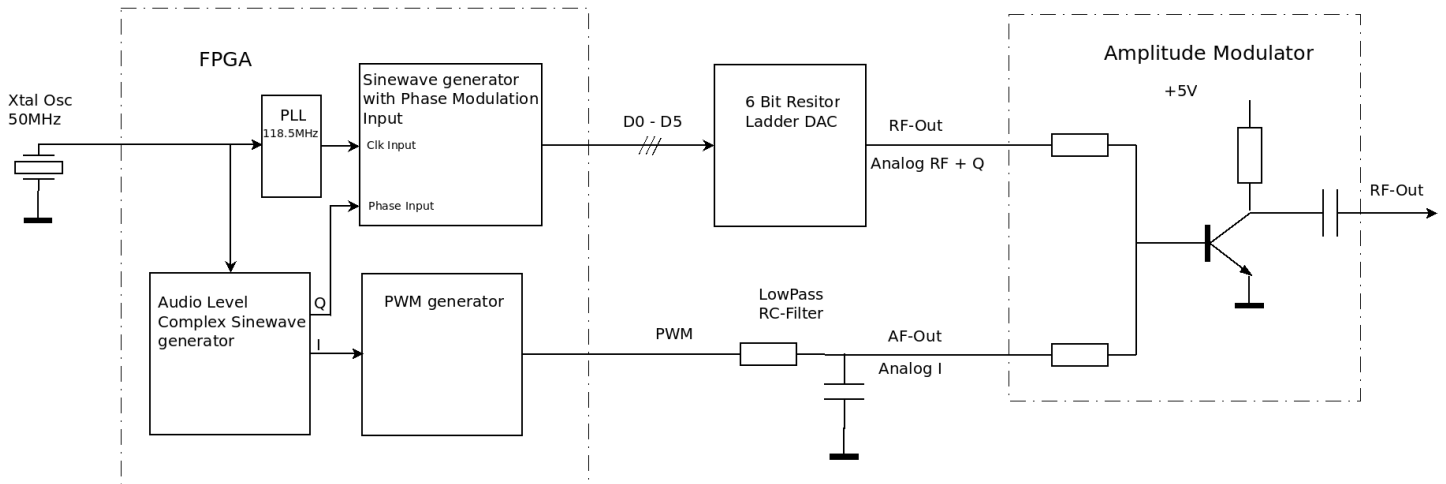 FPGA
Amplitude Modulator
Xtal Osc
50MHz
PLL
118.5MHz
Sinewave generator
with Phase Modulation
Input
Clk Input
Phase Input
D0 - D5
6 Bit Resitor
Ladder DAC
RF-Out
Analog RF + Q
+5V
RF-Out
Audio Level
Complex Sinewave
generator
Q
I
PWM generator
PWM
LowPass
RC-Filter
AF-Out
Analog I